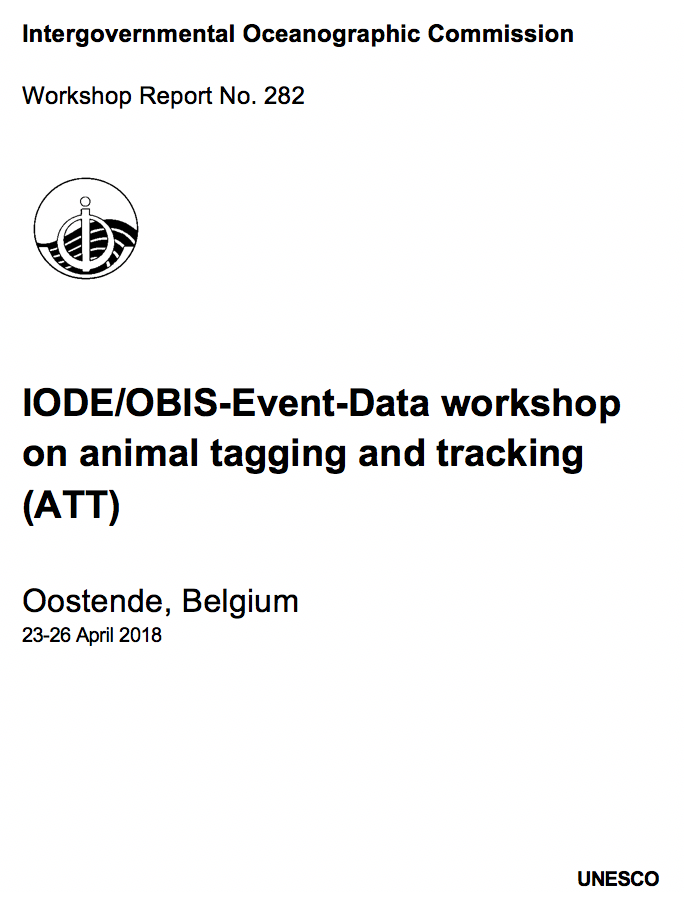 Intergovernmental Oceanographic Commission
Workshop Report No. 282
IODE/OBIS-Event-Data workshop
on animal tagging and tracking
(ATT)
Oostende, Belgium
23-26 April 2018
UNESCO